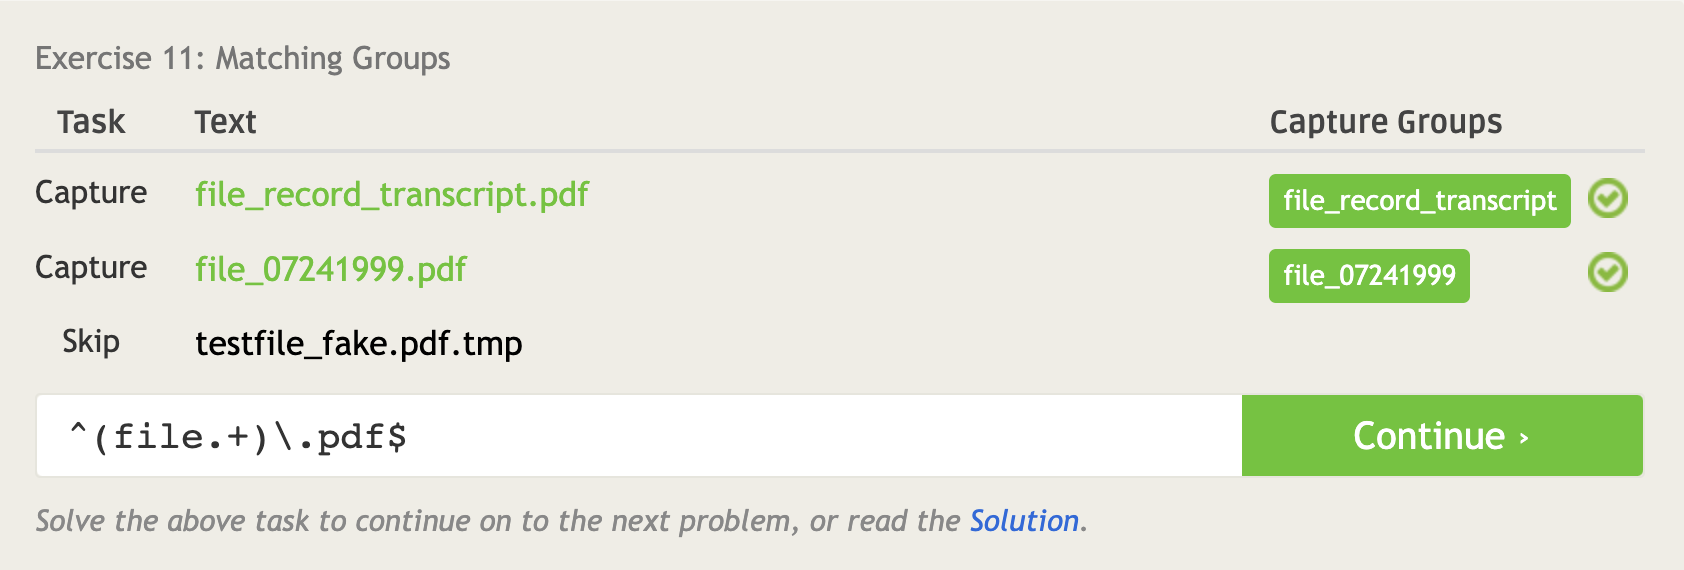 Exercise 11: Matching Groups
Task Text Capture Groups
Capture file_record_transcript.pdf file_record_transcript
Capture file_07241999.pdf file_07241999
Skip testfile_fake.pdf.tmp
^(file.+)\.pdf$ Continue ›
Solve the above task to continue on to the next problem, or read the Solution.